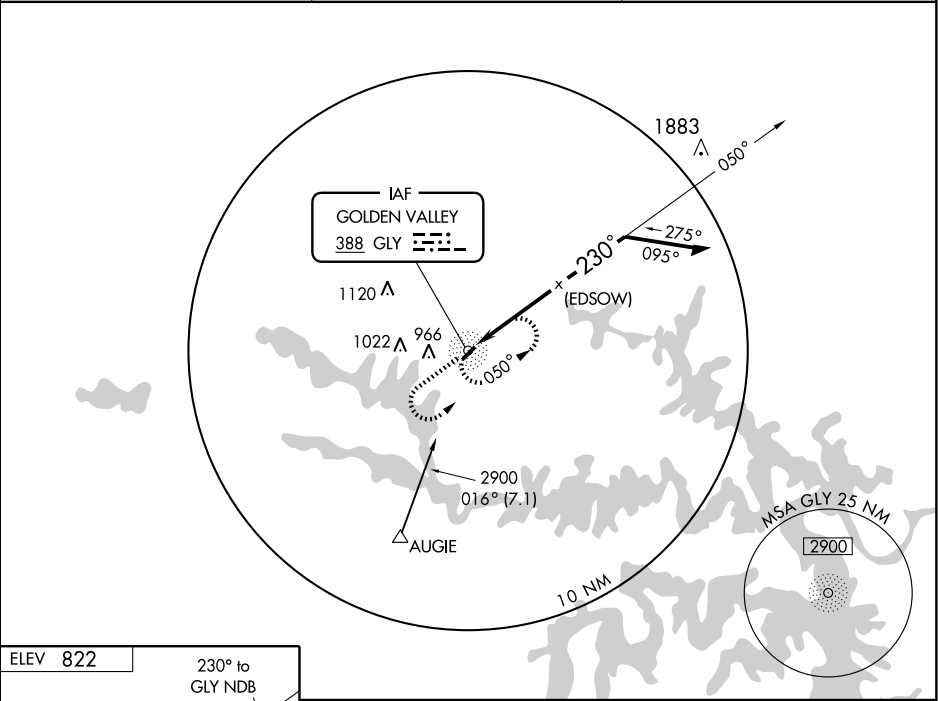 1883
050°
IAF
GOLDEN VALLEY
388 GLY
275°
095°
230°
(EDSOW)
1120
1022
966
050°
2900
016° (7.1)
AUGIE
10 NM
MSA GLY 25 NM
2900
ELEV 822
230° to
GLY NDB